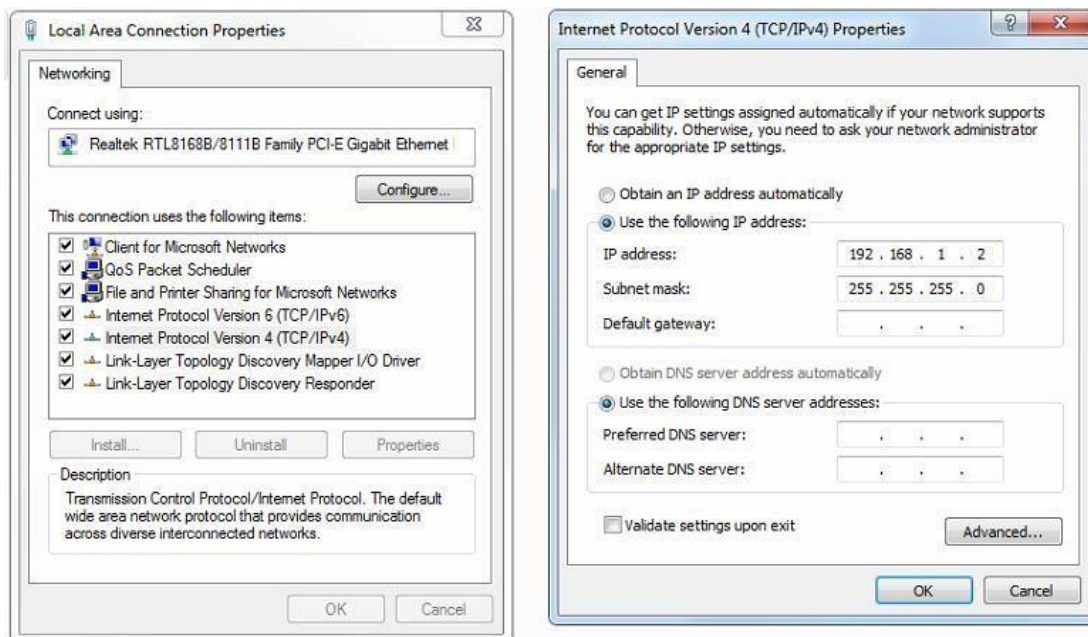 Local Area Connection Properties
Networking
Connect using:
Realtek RTL8168B/8111B Family PCI-E Gigabit Ethernet
Configure...
This connection uses the following items:
Client for Microsoft Networks
QoS Packet Scheduler
File and Printer Sharing for Microsoft Networks
Internet Protocol Version 6 (TCP/IPv6)
Internet Protocol Version 4 (TCP/IPv4)
Link-Layer Topology Discovery Mapper I/O Driver
Link-Layer Topology Discovery Responder
Install... Uninstall Properties
Description
Transmission Control Protocol/Internet Protocol. The default
wide area network protocol that provides communication
across diverse interconnected networks.
OK Cancel
Internet Protocol Version 4 (TCP/IPv4) Properties
General
You can get IP settings assigned automatically if your network supports
this capability. Otherwise, you need to ask your network administrator
for the appropriate IP settings.
Obtain an IP address automatically
Use the following IP address:
IP address: 192 . 168 . 1 . 2
Subnet mask: 255 . 255 . 255 . 0
Default gateway: . . .
Obtain DNS server address automatically
Use the following DNS server addresses:
Preferred DNS server: . . .
Alternate DNS server: . . .
Validate settings upon exit
Advanced...
OK Cancel